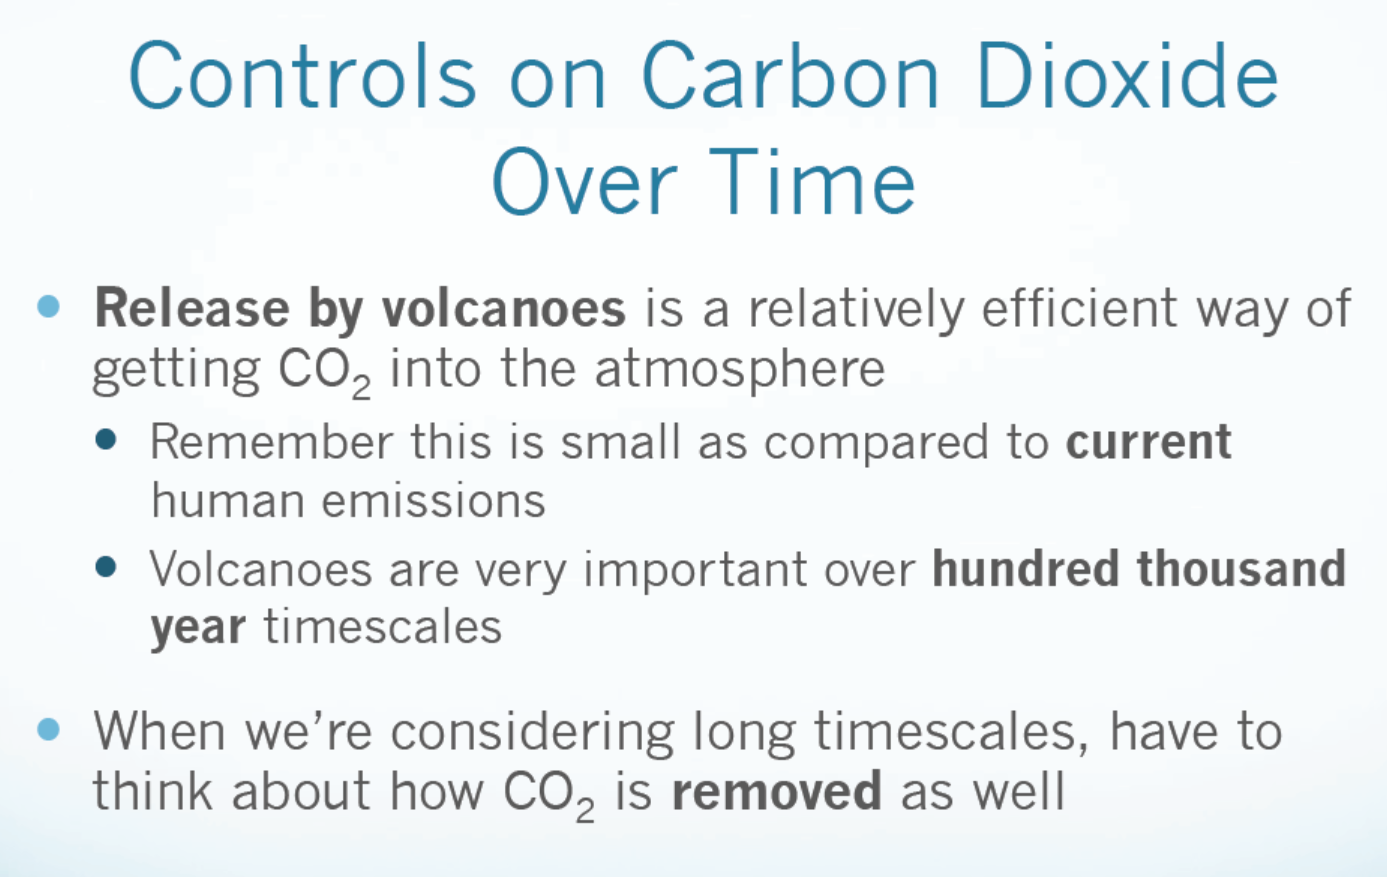 Controls on Carbon Dioxide
Over Time
• Release by volcanoes is a relatively efficient way of
getting CO₂ into the atmosphere
• Remember this is small as compared to current
human emissions
• Volcanoes are very important over hundred thousand
year timescales
• When we're considering long timescales, have to
think about how CO₂ is removed as well